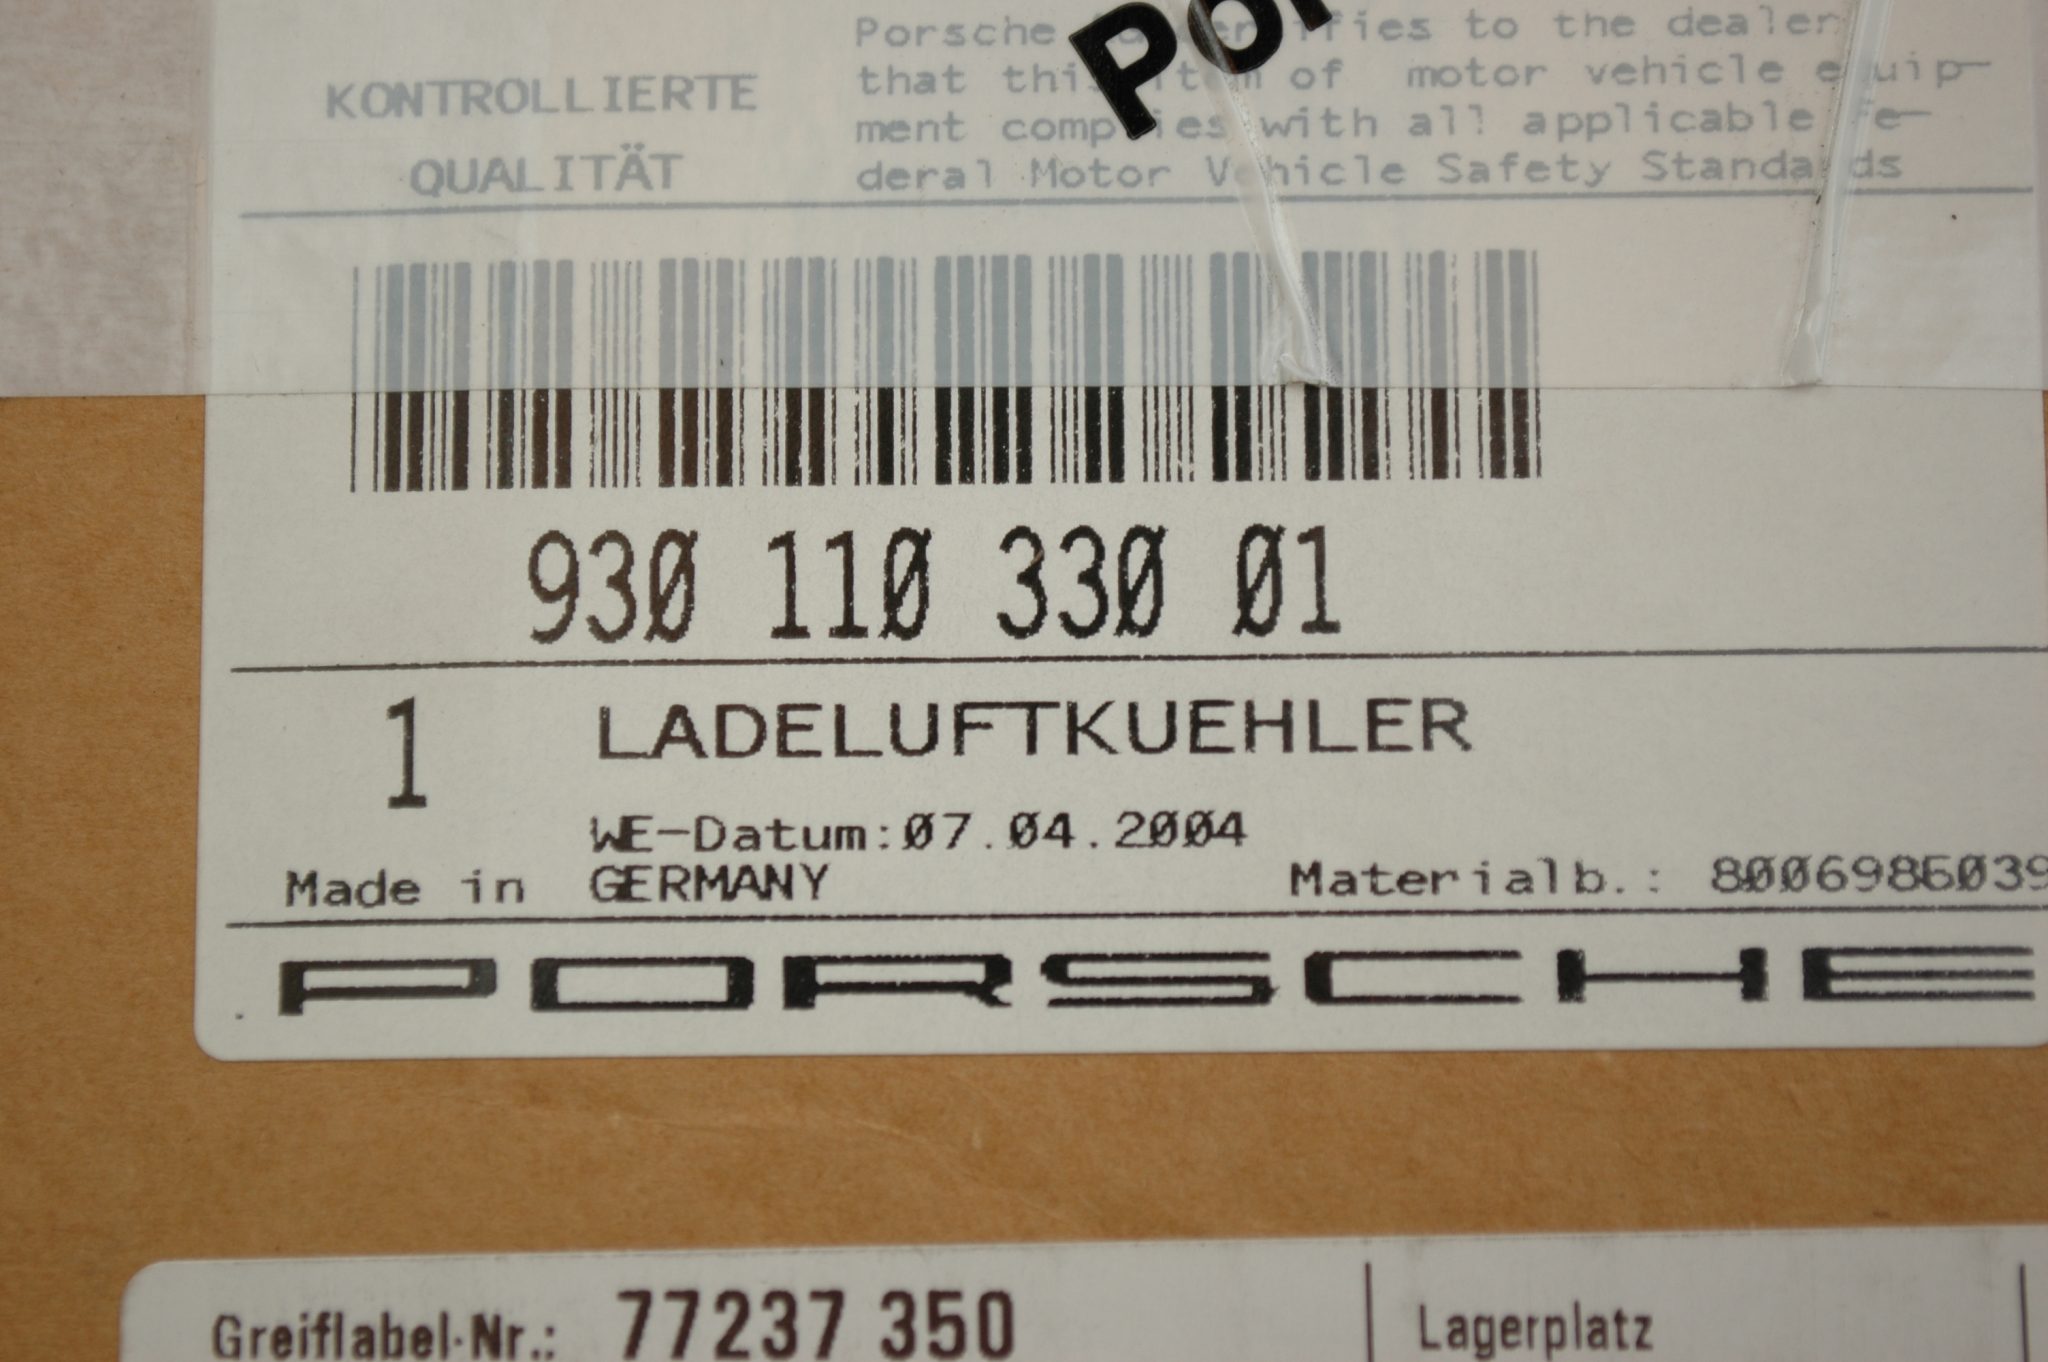 KONTROLLIERTE
QUALITÄT
Porsche to the dealer
that this item of motor vehicle equip-
ment complies with all applicable Fe-
deral Motor Vehicle Safety Standards
Por
930 110 330 01
1 LADELUFTKUEHLER
WE-Datum:07.04.2004
Made in GERMANY Materialb.: 8006986039
PORSCHE
Greiflabel-Nr.: 77237 350 Lagerplatz